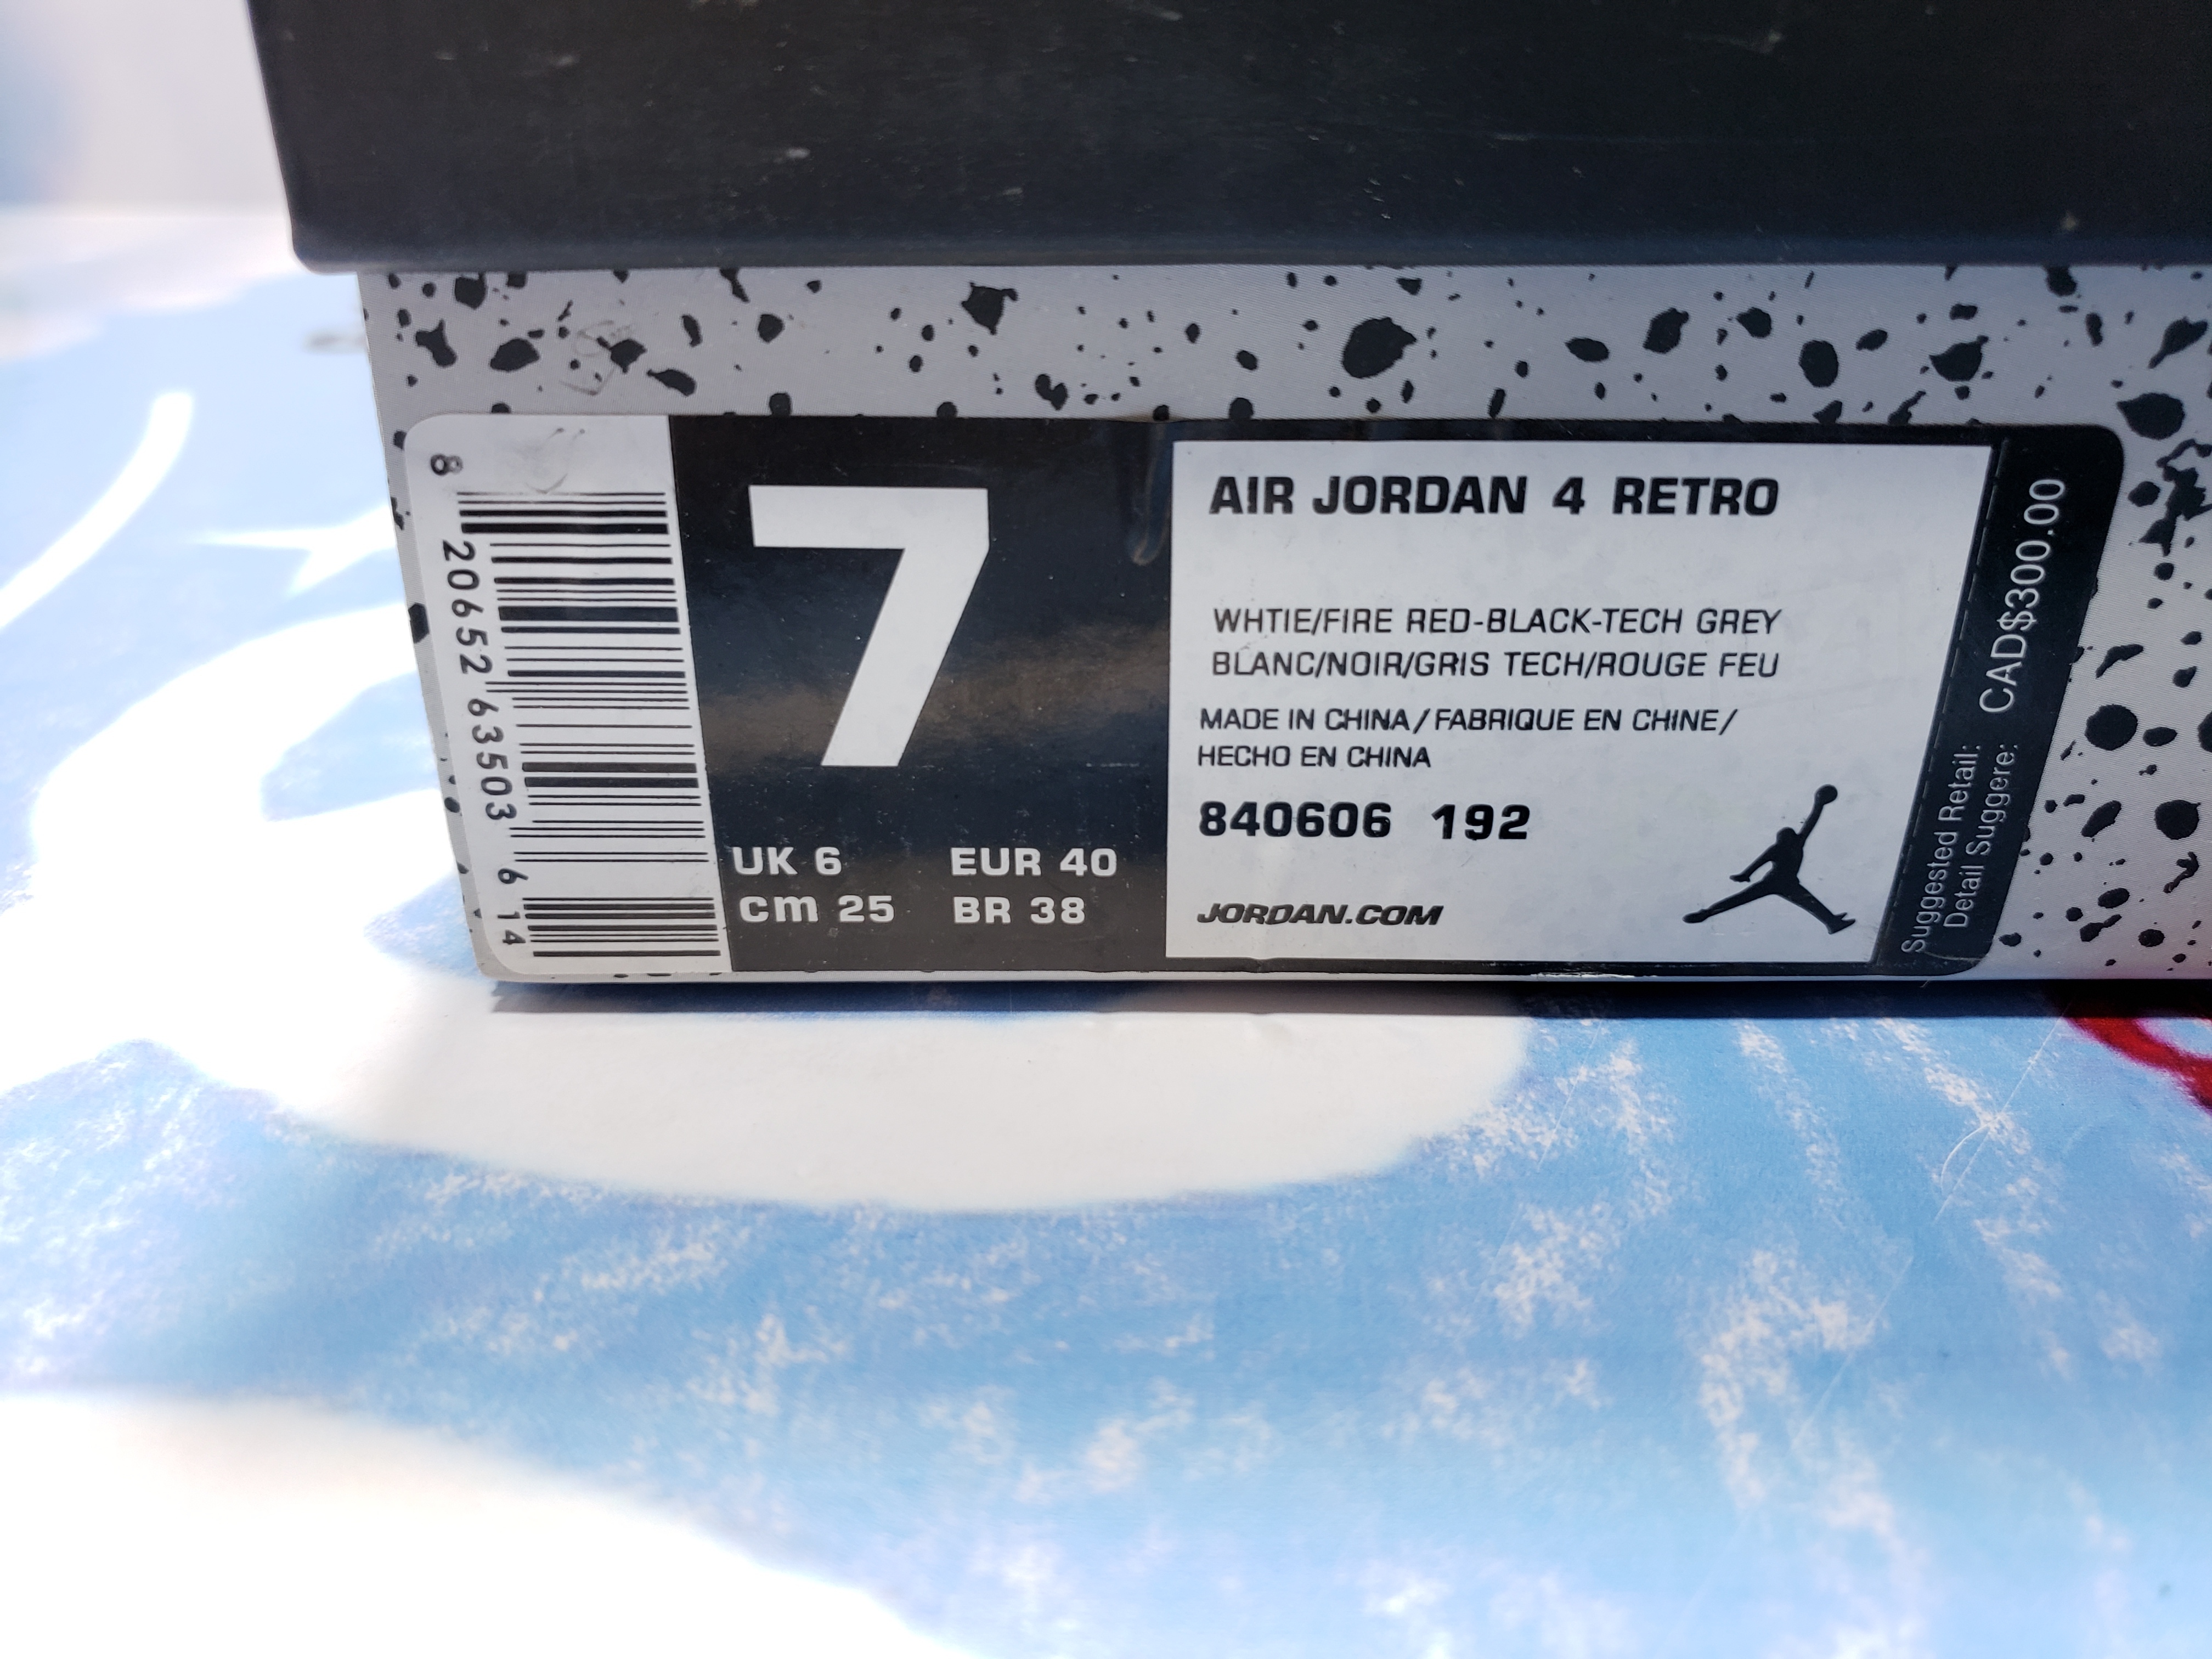 8 20652 63503 6 14
7
UK 6 EUR 40
cm 25 BR 38
AIR JORDAN 4 RETRO
WHTIE/FIRE RED-BLACK-TECH GREY
BLANC/NOIR/GRIS TECH/ROUGE FEU
MADE IN CHINA/FABRIQUE EN CHINE/
HECHO EN CHINA
840606 192
JORDAN.COM
Suggested Retail:
Detail Suggere: CAD$300.00